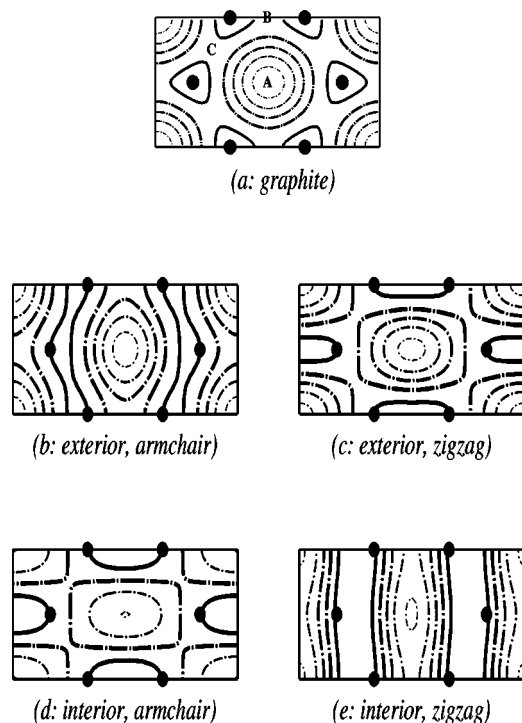 B
C
A
(a: graphite)
(b: exterior, armchair)
(c: exterior, zigzag)
(d: interior, armchair)
(e: interior, zigzag)